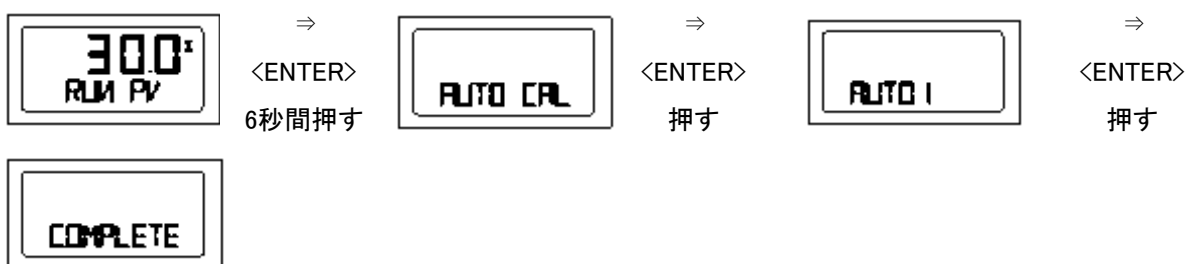 30.0%
RUN PV
⇒
<ENTER>
6秒間押す
AUTO CAL
⇒
<ENTER>
押す
AUTO 1
⇒
<ENTER>
押す
COMPLETE